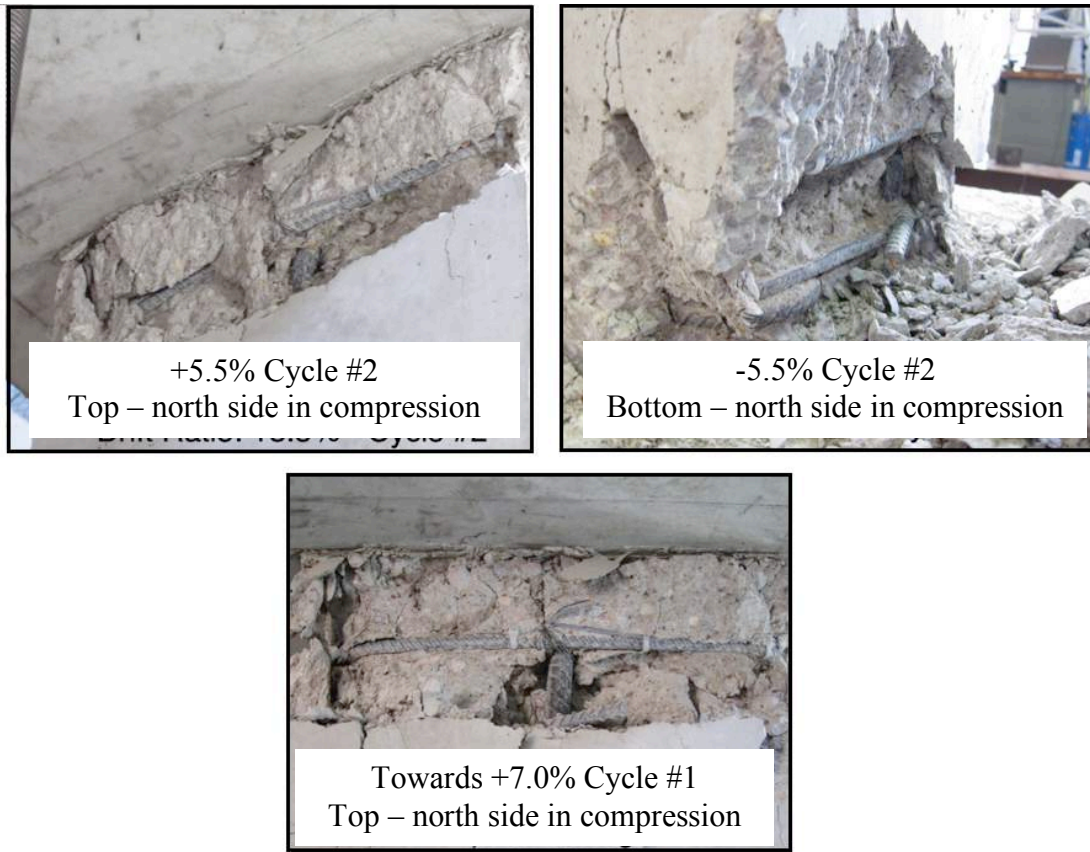 +5.5% Cycle #2
Top – north side in compression
-5.5% Cycle #2
Bottom – north side in compression
Towards +7.0% Cycle #1
Top – north side in compression